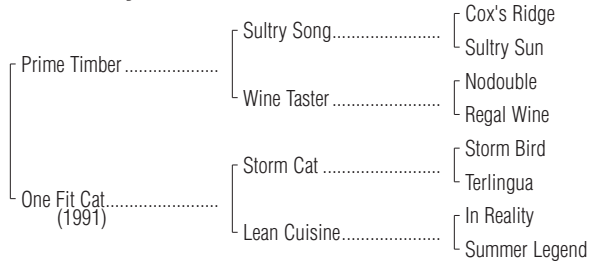 Cox's Ridge
Sultry Song....................
Sultry Sun
Prime Timber ....................
Nodouble
Wine Taster ....................
Regal Wine
Storm Bird
Storm Cat ....................
Terlingua
One Fit Cat....................
(1991)
In Reality
Lean Cuisine....................
Summer Legend